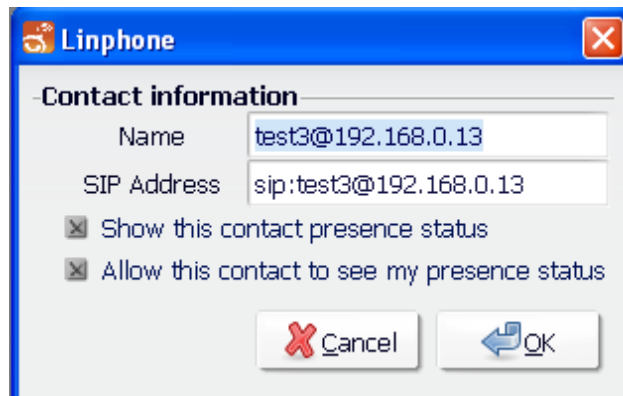 Linphone
Contact information
Name test3@192.168.0.13
SIP Address sip:test3@192.168.0.13
Show this contact presence status
Allow this contact to see my presence status
Cancel OK